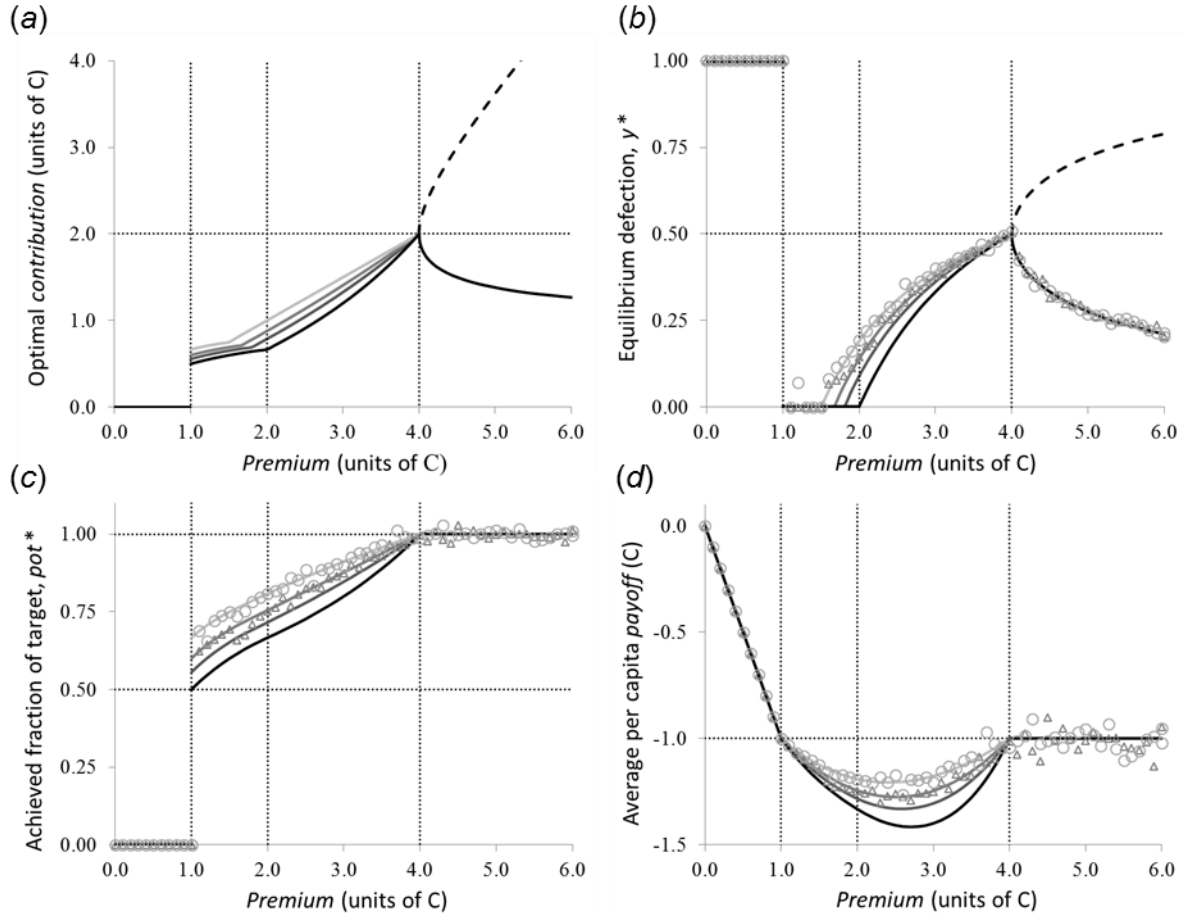 (a)
Optimal contribution (units of C)
4.0
3.0
2.0
1.0
0.0
0.0 1.0 2.0 3.0 4.0 5.0 6.0
Premium (units of C)
(b)
Equilibrium defection, y*
1.00
0.75
0.50
0.25
0.00
0.0 1.0 2.0 3.0 4.0 5.0 6.0
Premium (units of C)
(c)
Achieved fraction of target, pot*
1.00
0.75
0.50
0.25
0.00
0.0 1.0 2.0 3.0 4.0 5.0 6.0
Premium (units of C)
(d)
Average per capita payoff (C)
0.0
-0.5
-1.0
-1.5
0.0 1.0 2.0 3.0 4.0 5.0 6.0
Premium (units of C)